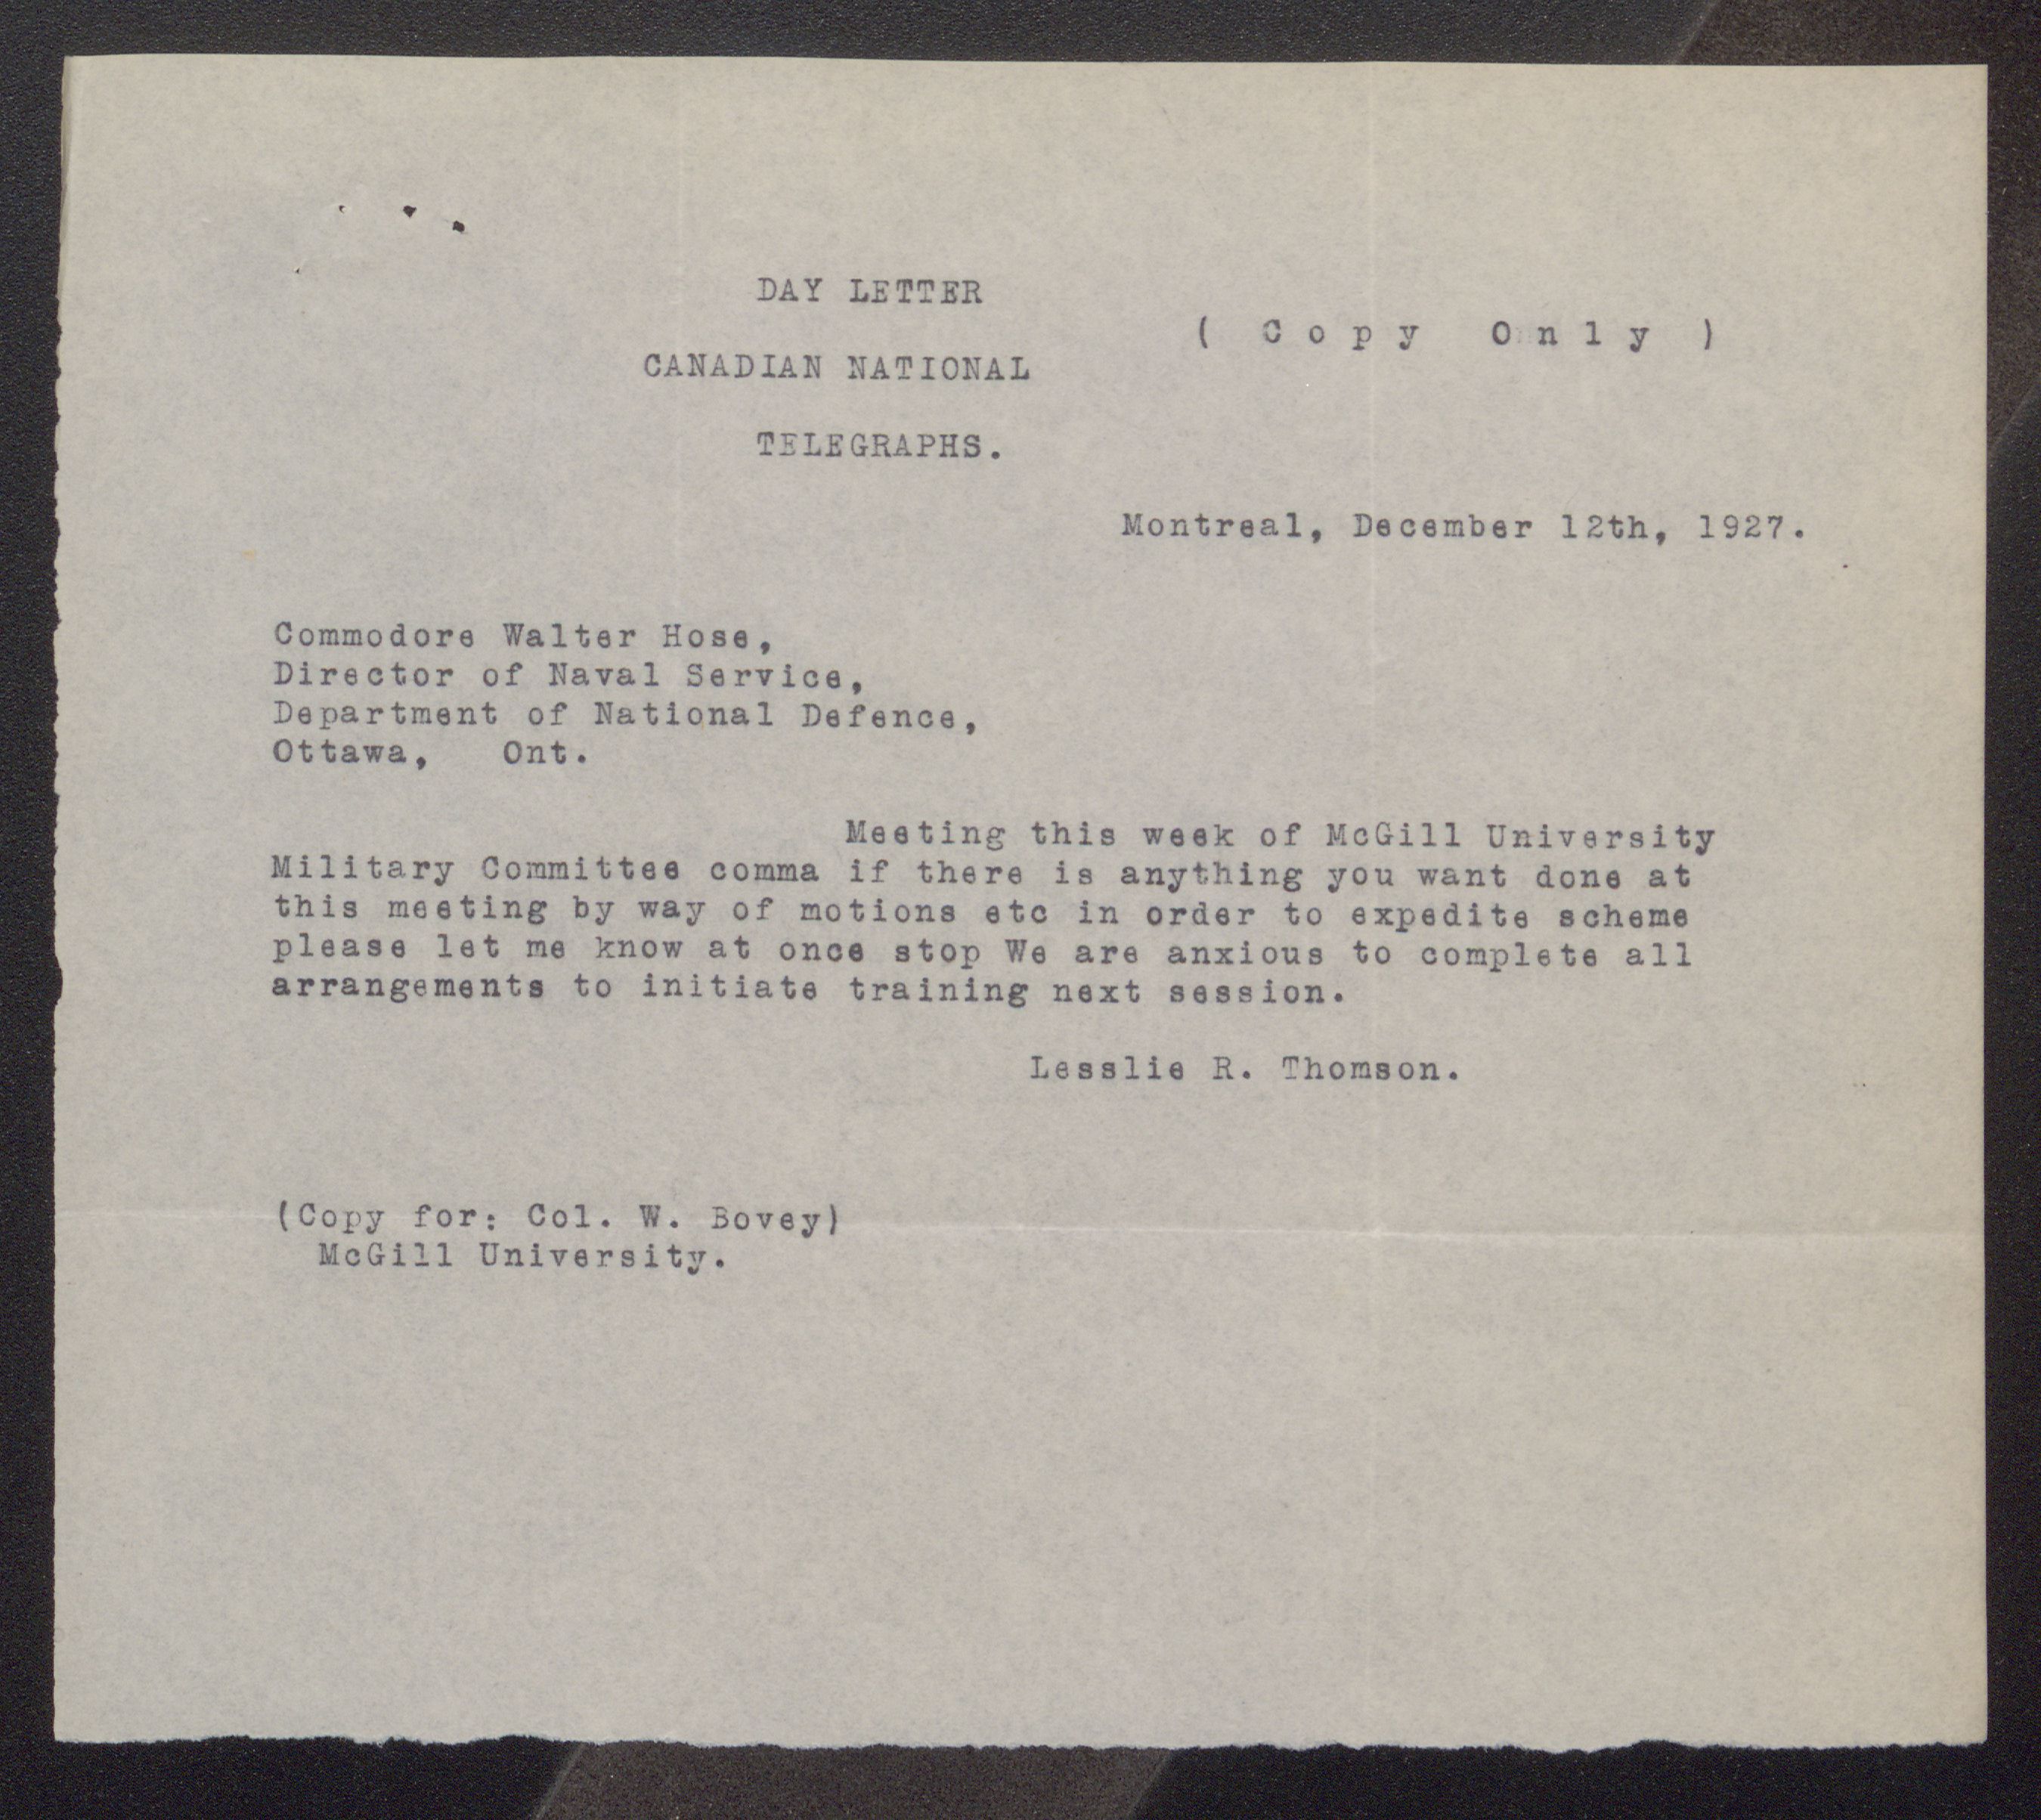 DAY LETTER
( C o p y   O n l y )
CANADIAN NATIONAL
TELEGRAPHS.
Montreal, December 12th, 1927.
Commodore Walter Hose,
Director of Naval Service,
Department of National Defence,
Ottawa,   Ont.
Meeting this week of McGill University
Military Committee comma if there is anything you want done at
this meeting by way of motions etc in order to expedite scheme
please let me know at once stop We are anxious to complete all
arrangements to initiate training next session.
Lesslie R. Thomson.
(Copy for: Col. W. Bovey)
McGill University.